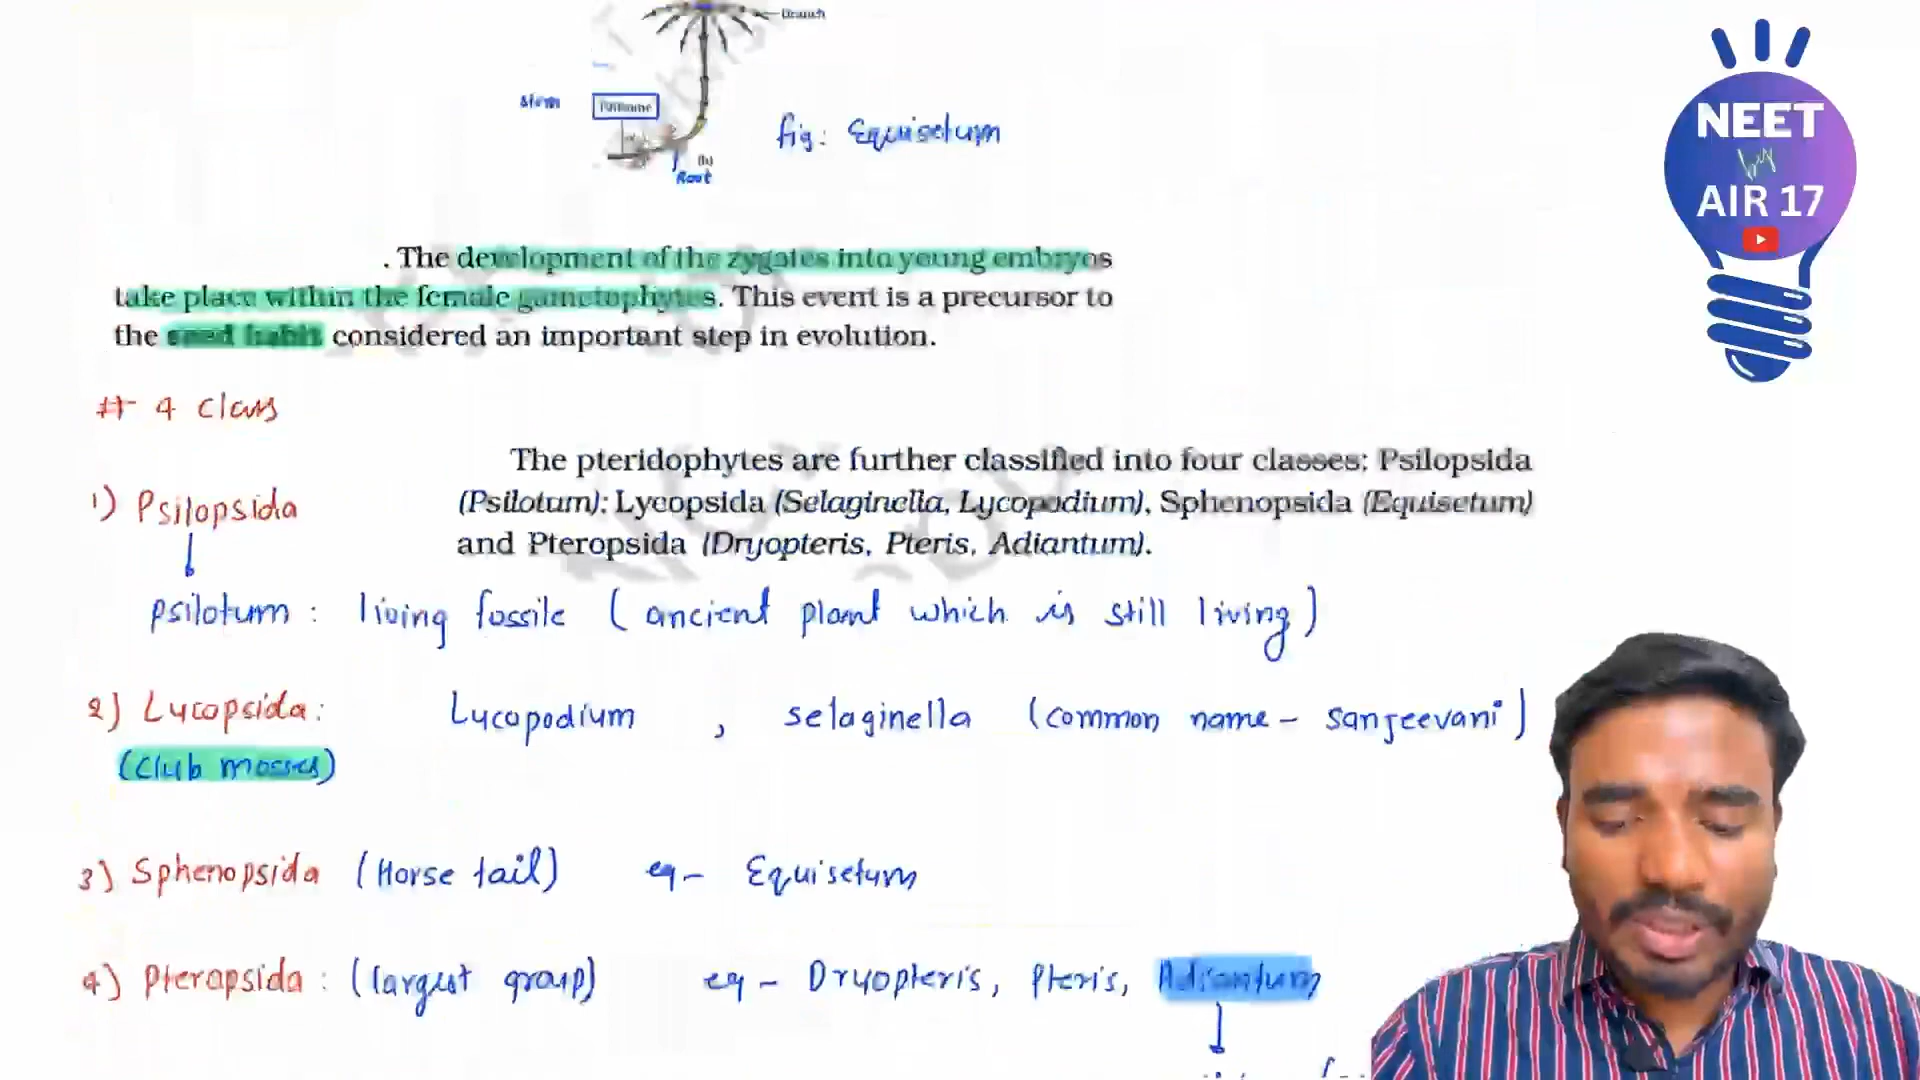 Branch
stem
Rhizome
fig: Equisetum
(b)
Root
NEET
by
AIR 17
. The development of the zygotes into young embryos
take place within the female gametophytes. This event is a precursor to
the seed habit considered an important step in evolution.
# 4 Class
The pteridophytes are further classified into four classes: Psilopsida
1) Psilopsida
(Psilotum); Lycopsida (Selaginella, Lycopodium), Sphenopsida (Equisetum)
and Pteropsida (Dryopteris, Pteris, Adiantum).
psilotum : living fossile ( ancient plant which is still living )
2) Lycopsida : Lycopodium , selaginella (common name - sanjeevani)
(Club mosses)
3) Sphenopsida (Horse tail) eg- Equisetum
4) Pteropsida : (largest group) eg - Dryopteris, Pteris, Adiantum